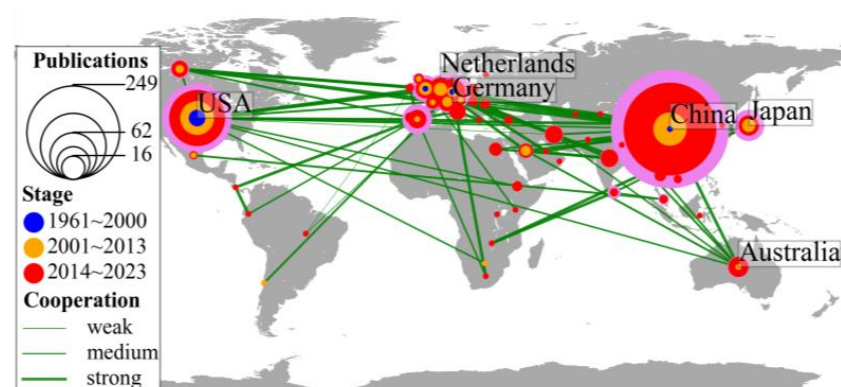 Publications
249
62
16
Stage
1961~2000
2001~2013
2014~2023
Cooperation
weak
medium
strong
USA
Netherlands
Germany
China
Japan
Australia